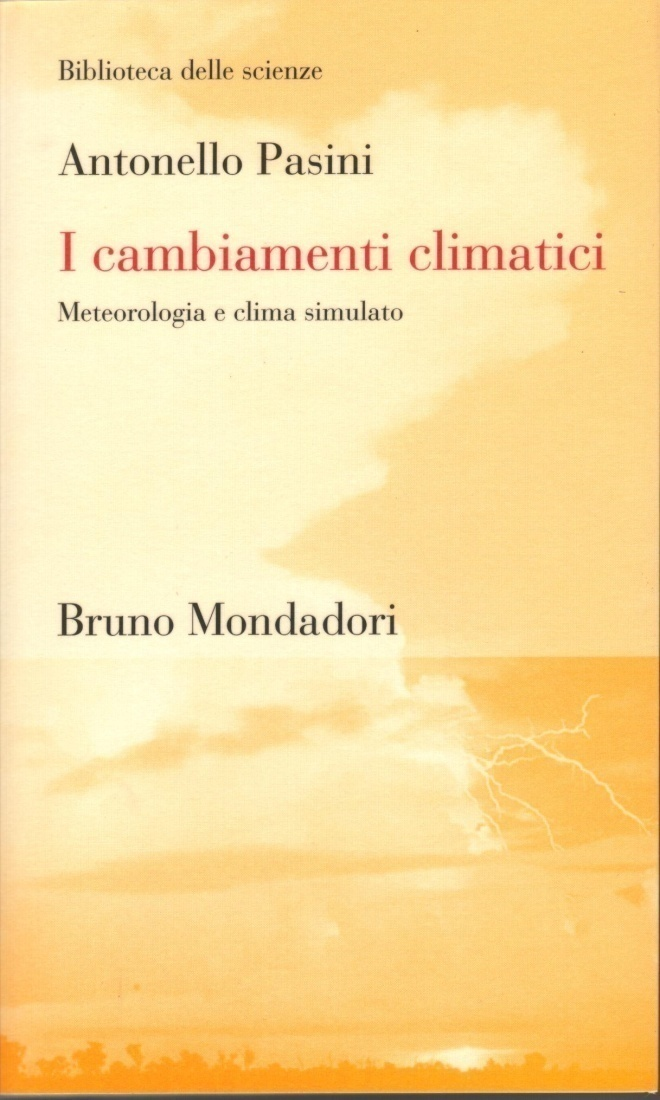 Biblioteca delle scienze
Antonello Pasini
I cambiamenti climatici
Meteorologia e clima simulato
Bruno Mondadori